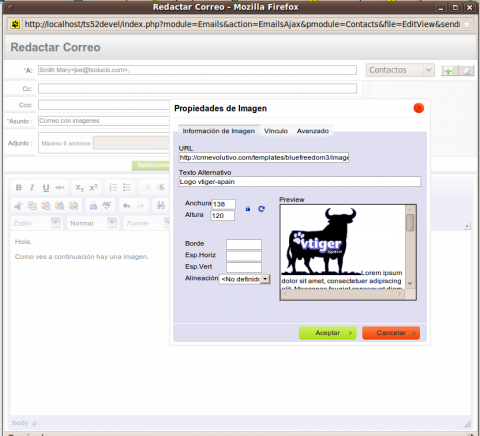 Redactar Correo - Mozilla Firefox
http://localhost/ts52devel/index.php?module=Emails&action=EmailsAjax&pmodule=Contacts&file=EditView&sendm
Redactar Correo
*A: Smith Mary<joe@tsolucio.com>, Contactos
Cc:
Cco:
*Asunto : Correo con imagenes
Adjunto : Máximo 6 archivos
Seleccione
Estilo Normal Fuente
Hola,
Como ves a continuación hay una imagen.
body p
Propiedades de Imagen
Información de Imagen Vínculo Avanzado
URL
http://crmevolutivo.com/templates/bluefreedom3/image
Texto Alternativo
Logo vtiger-spain
Anchura 138
Altura 120
Borde
Esp.Horiz
Esp.Vert
Alineación <No definido
Preview
vtiger
Spain
Lorem ipsum
dolor sit amet, consectetuer adipiscing
Aceptar Cancelar